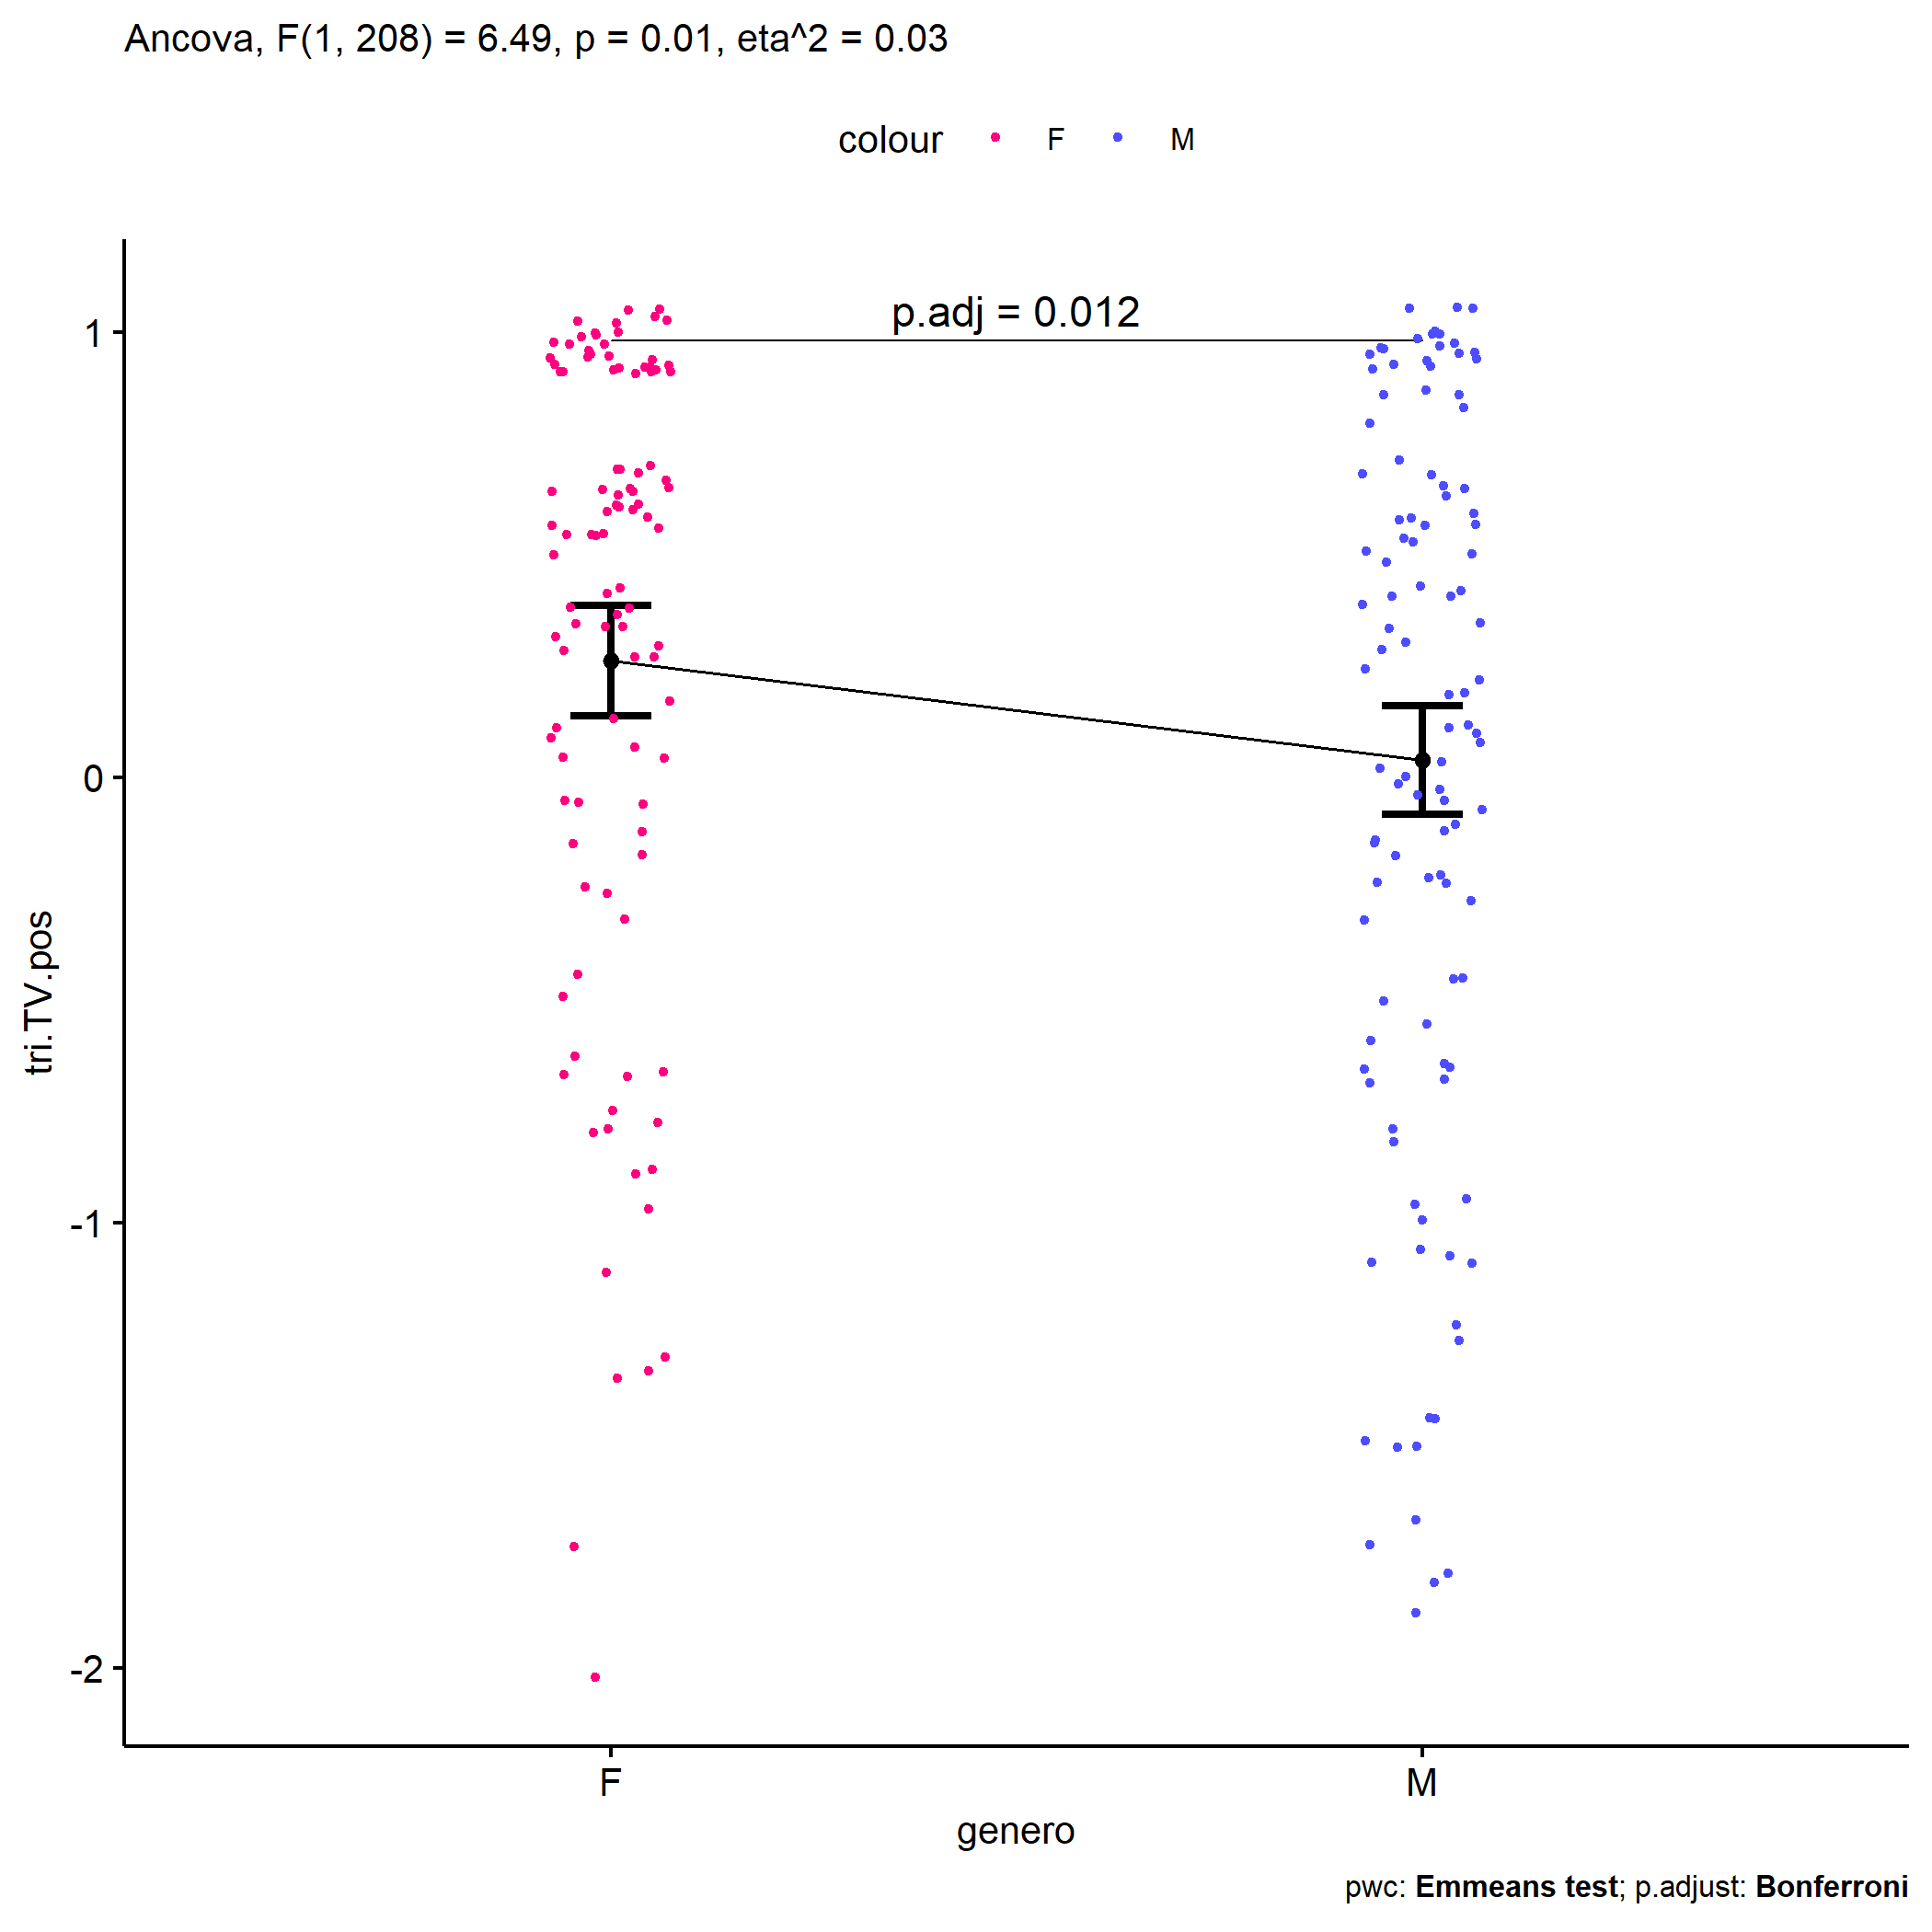 Ancova, F(1, 208) = 6.49, p = 0.01, eta^2 = 0.03
colour F M
p.adj = 0.012
1
0
-1
-2
tri.TV.pos
F M
genero
pwc: Emmeans test; p.adjust: Bonferroni